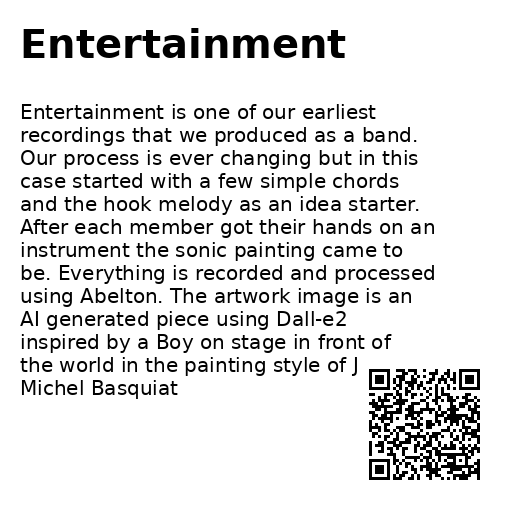 Entertainment
Entertainment is one of our earliest
recordings that we produced as a band.
Our process is ever changing but in this
case started with a few simple chords
and the hook melody as an idea starter.
After each member got their hands on an
instrument the sonic painting came to
be. Everything is recorded and processed
using Abelton. The artwork image is an
AI generated piece using Dall-e2
inspired by a Boy on stage in front of
the world in the painting style of J
Michel Basquiat